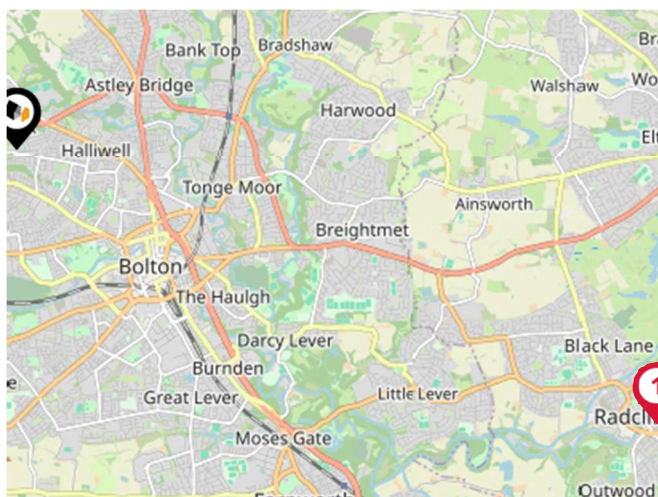 Bank Top
Bradshaw
Astley Bridge
Walshaw
Harwood
Halliwell
Tonge Moor
Ainsworth
Breightmet
Bolton
The Haulgh
Darcy Lever
Black Lane
Burnden
Great Lever
Little Lever
1
Moses Gate
Outwood